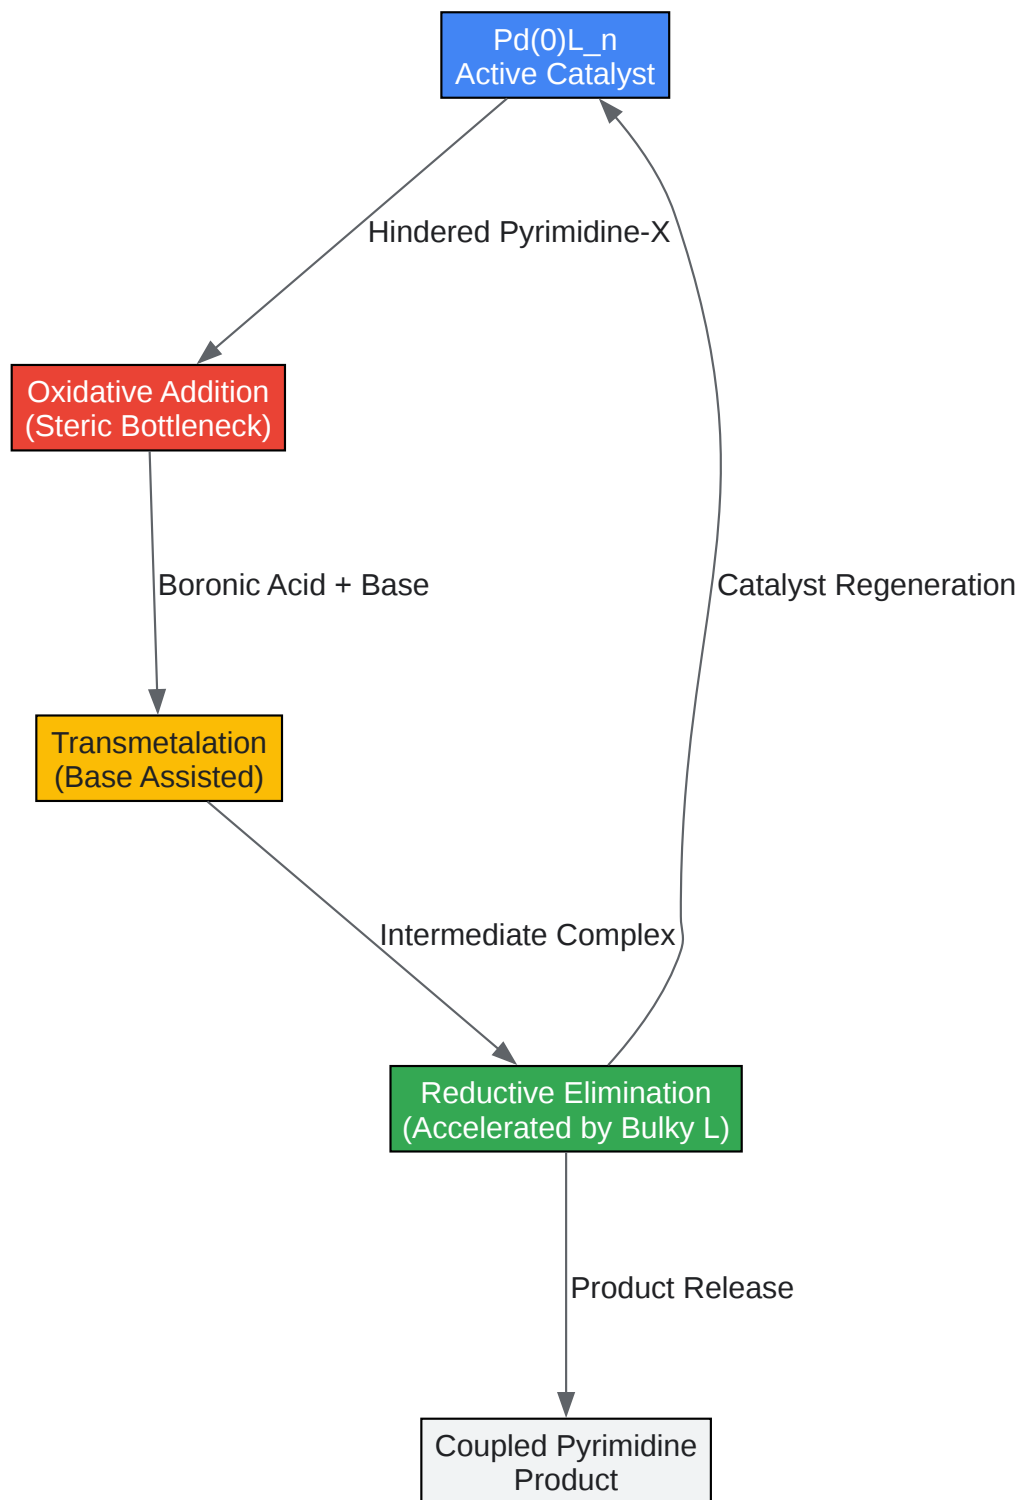 Pd(0)L_n
Active Catalyst
Hindered Pyrimidine-X
Oxidative Addition
(Steric Bottleneck)
Boronic Acid + Base
Catalyst Regeneration
Transmetalation
(Base Assisted)
Intermediate Complex
Reductive Elimination
(Accelerated by Bulky L)
Product Release
Coupled Pyrimidine
Product